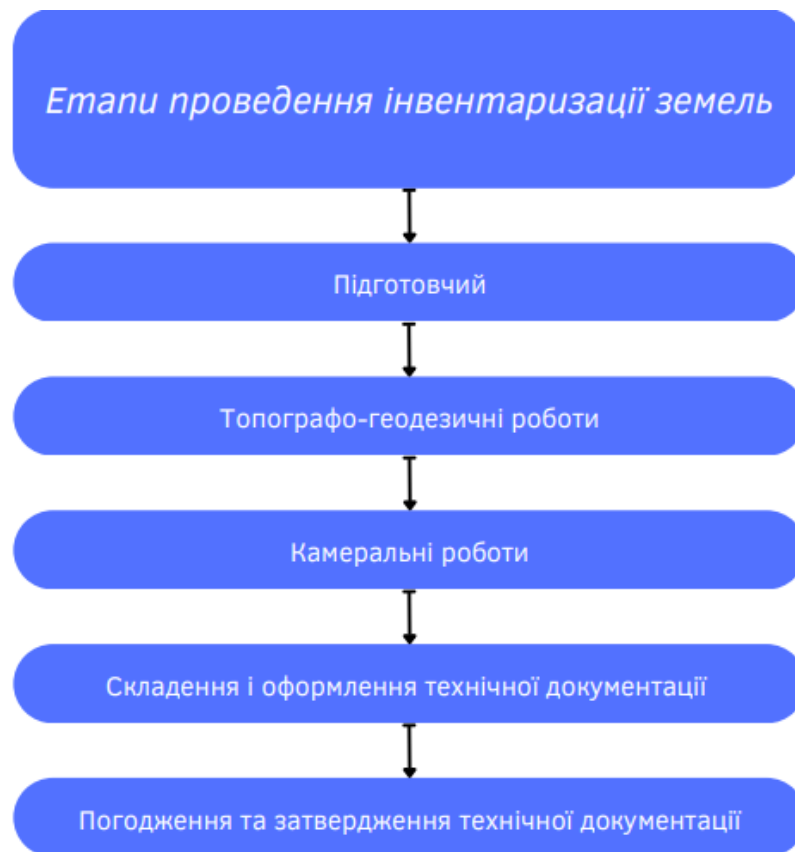 Етапи проведення інвентаризації земель
Підготовчий
Топографо-геодезичні роботи
Камеральні роботи
Складення і оформлення технічної документації
Погодження та затвердження технічної документації